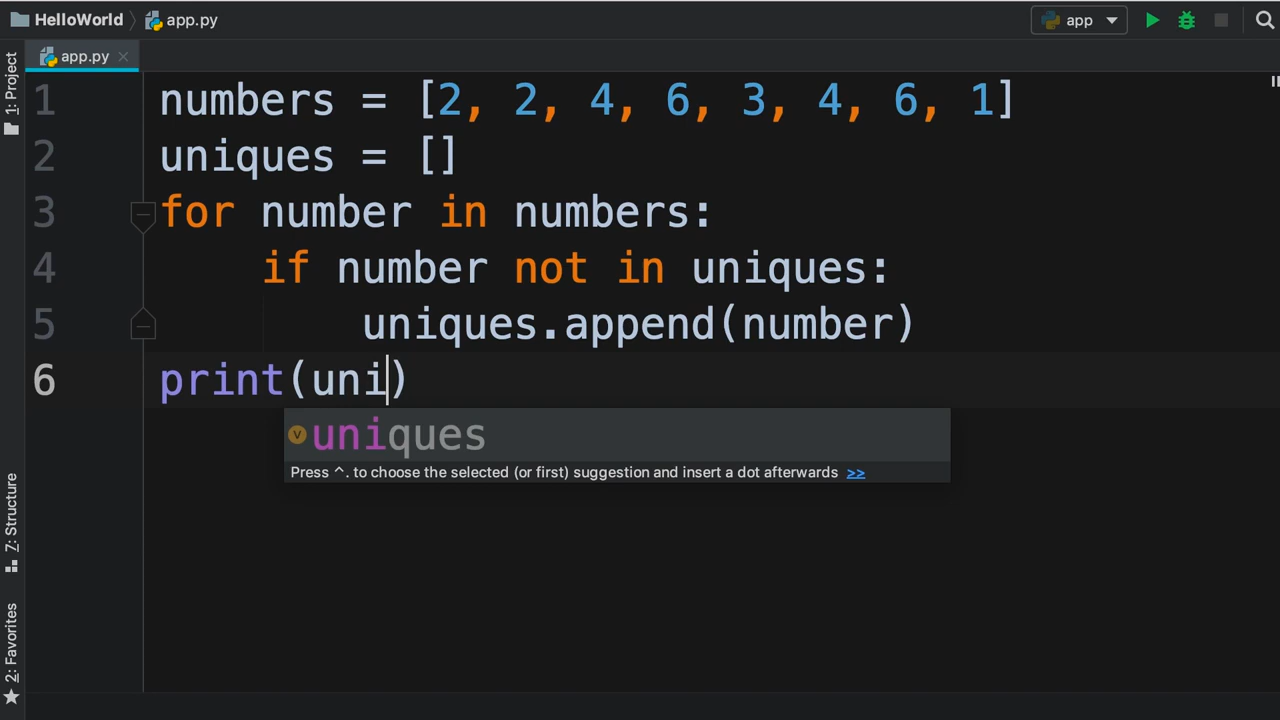 HelloWorld app.py app
app.py
1: Project
1 numbers = [2, 2, 4, 6, 3, 4, 6, 1]
2 uniques = []
3 for number in numbers:
4     if number not in uniques:
5         uniques.append(number)
6 print(uni)
V uniques
Press ^. to choose the selected (or first) suggestion and insert a dot afterwards >>
7: Structure
2: Favorites